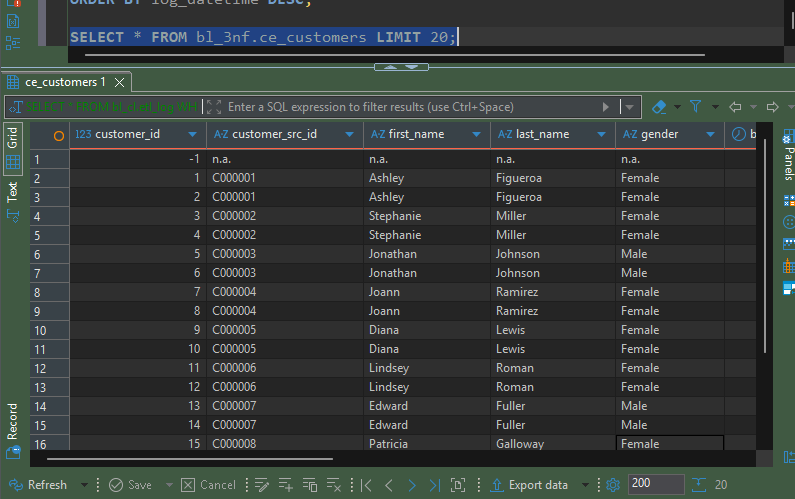 ORDER BY log_datetime DESC;
SELECT * FROM bl_3nf.ce_customers LIMIT 20;
ce_customers 1
SELECT * FROM bl_cl.etl_log WH Enter a SQL expression to filter results (use Ctrl+Space)
Grid
Text
Record
Panels
123 customer_id A-Z customer_src_id A-Z first_name A-Z last_name A-Z gender b
1 -1 n.a. n.a. n.a. n.a.
2 1 C000001 Ashley Figueroa Female
3 2 C000001 Ashley Figueroa Female
4 3 C000002 Stephanie Miller Female
5 4 C000002 Stephanie Miller Female
6 5 C000003 Jonathan Johnson Male
7 6 C000003 Jonathan Johnson Male
8 7 C000004 Joann Ramirez Female
9 8 C000004 Joann Ramirez Female
10 9 C000005 Diana Lewis Female
11 10 C000005 Diana Lewis Female
12 11 C000006 Lindsey Roman Female
13 12 C000006 Lindsey Roman Female
14 13 C000007 Edward Fuller Male
15 14 C000007 Edward Fuller Male
16 15 C000008 Patricia Galloway Female
Refresh Save Cancel Export data 200 20